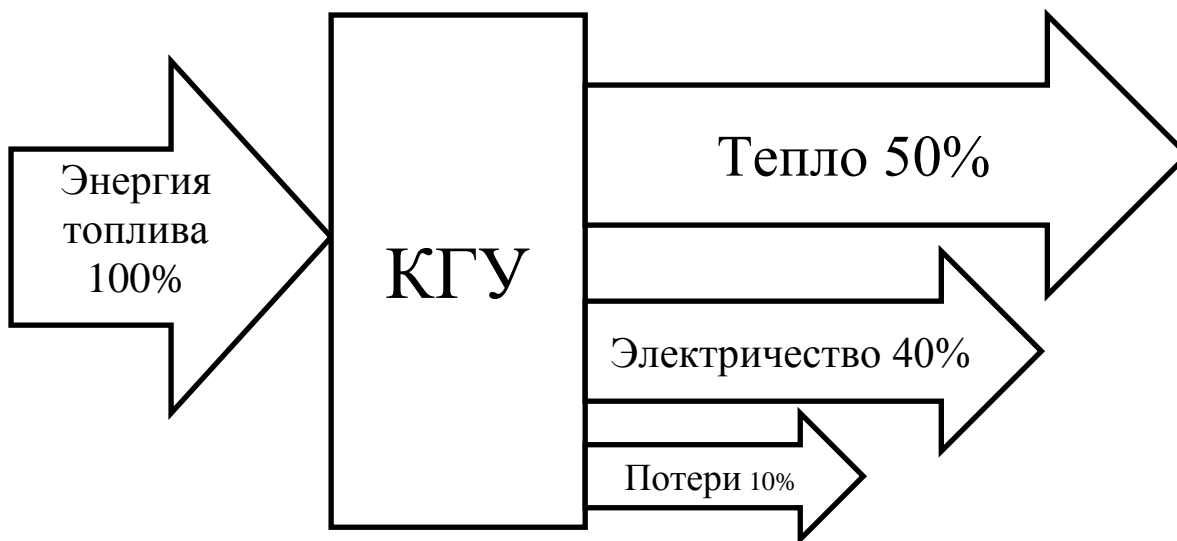 Энергия
топлива
100%
КГУ
Тепло 50%
Электричество 40%
Потери 10%